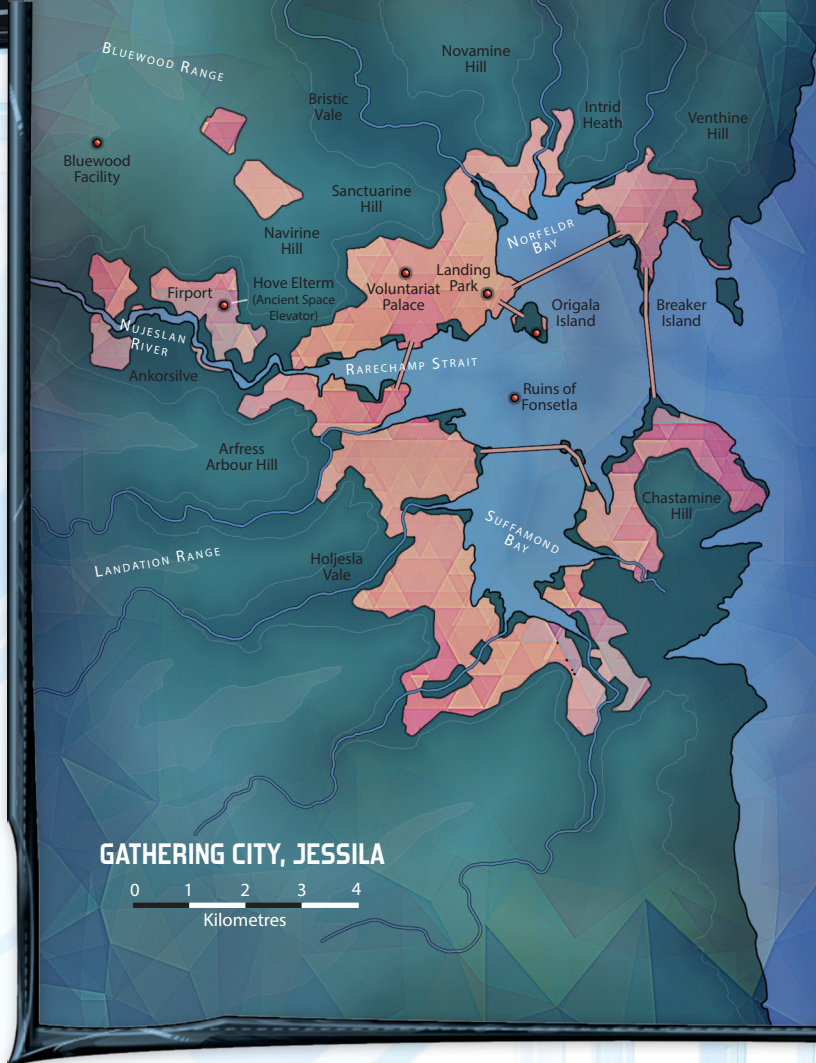 Novamine
Hill
BLUEWOOD RANGE
Bristic
Vale
Intrid
Heath
Venthine
Hill
Bluewood
Facility
Sanctuarine
Hill
Navirine
Hill
NORFELDR
BAY
Landing
Park
Voluntariat
Palace
Hove Elterm
(Ancient Space
Elevator)
Firport
Origala
Island
Breaker
Island
NUJESLAN
RIVER
Ankorsilve
RARECHAMP STRAIT
Ruins of
Fonsetla
Arfress
Arbour Hill
Chastamine
Hill
SUFFAMOND
BAY
LANDATION RANGE
Holjesla
Vale
GATHERING CITY, JESSILA
0 1 2 3 4
Kilometres